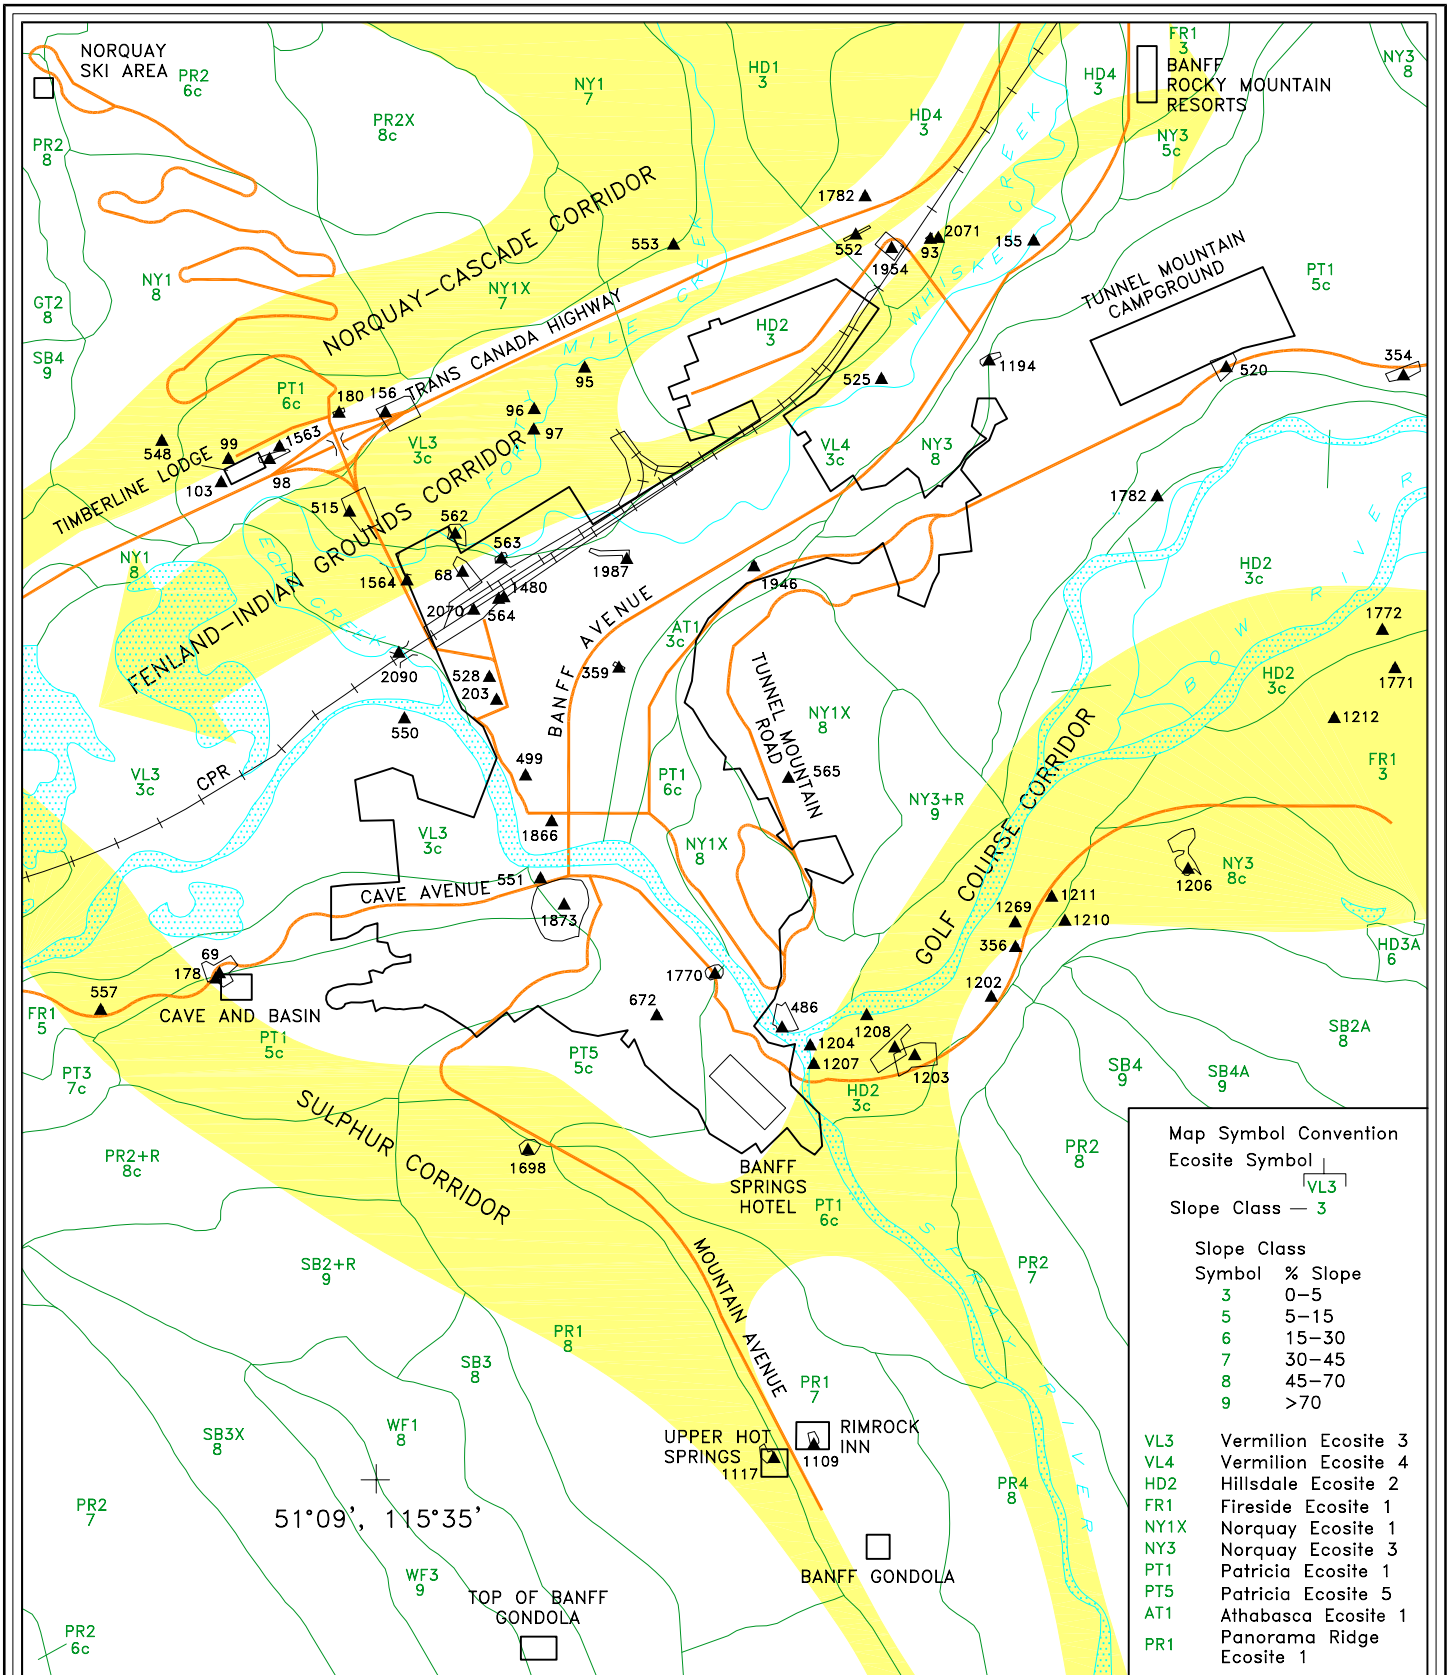 NORQUAY
SKI AREA
PR2
6c
PR2X
8c
NY1
7
HD1
3
HD4
3
HD4
3
FR1
3
BANFF
ROCKY MOUNTAIN
RESORTS
NY3
8
NY3
5c
PR2
8
NORQUAY-CASCADE CORRIDOR
553
1782
552
1954
93
2071
155
WHISKEY CREEK
TUNNEL MOUNTAIN
CAMPGROUND
PT1
5c
NY1
8
GT2
8
SB4
9
NY1X
7
TRANS CANADA HIGHWAY
FORTY MILE CREEK
HD2
3
95
525
1194
520
354
PT1
6c
180
156
96
97
VL3
3c
VL4
3c
NY3
8
548
99
1563
TIMBERLINE LODGE
103
98
515
562
563
68
1564
1480
2070
564
1987
1946
1782
NY1
8
ECHO CREEK
FENLAND-INDIAN GROUNDS CORRIDOR
2090
528
203
550
359
BANFF AVENUE
AT1
3c
TUNNEL MOUNTAIN
ROAD
NY1X
8
565
HD2
3c
BOW RIVER
1772
1771
HD2
3c
1212
FR1
3
CPR
VL3
3c
499
1866
PT1
6c
NY3+R
9
GOLF COURSE CORRIDOR
VL3
3c
NY1X
8
NY3
8c
1206
CAVE AVENUE
551
1873
1211
1269
1210
356
1202
HD3A
6
69
178
557
CAVE AND BASIN
1770
672
486
1208
1204
1207
1203
FR1
5
PT1
5c
PT3
7c
PT5
5c
HD2
3c
SB2A
8
SB4
9
SB4A
9
SULPHUR CORRIDOR
1698
PR2+R
8c
BANFF
SPRINGS
HOTEL
PT1
6c
PR2
8
SPRAY RIVER
PR2
7
SB2+R
9
MOUNTAIN AVENUE
PR1
8
SB3
8
PR1
7
SB3X
8
WF1
8
UPPER HOT
SPRINGS
1117
RIMROCK
INN
1109
PR4
8
PR2
7
51°09', 115°35'
WF3
9
TOP OF BANFF
GONDOLA
BANFF GONDOLA
PR2
6c
Map Symbol Convention
Ecosite Symbol
VL3
Slope Class — 3
Slope Class
Symbol % Slope
3 0-5
5 5-15
6 15-30
7 30-45
8 45-70
9 >70
VL3 Vermilion Ecosite 3
VL4 Vermilion Ecosite 4
HD2 Hillsdale Ecosite 2
FR1 Fireside Ecosite 1
NY1X Norquay Ecosite 1
NY3 Norquay Ecosite 3
PT1 Patricia Ecosite 1
PT5 Patricia Ecosite 5
AT1 Athabasca Ecosite 1
PR1 Panorama Ridge
Ecosite 1